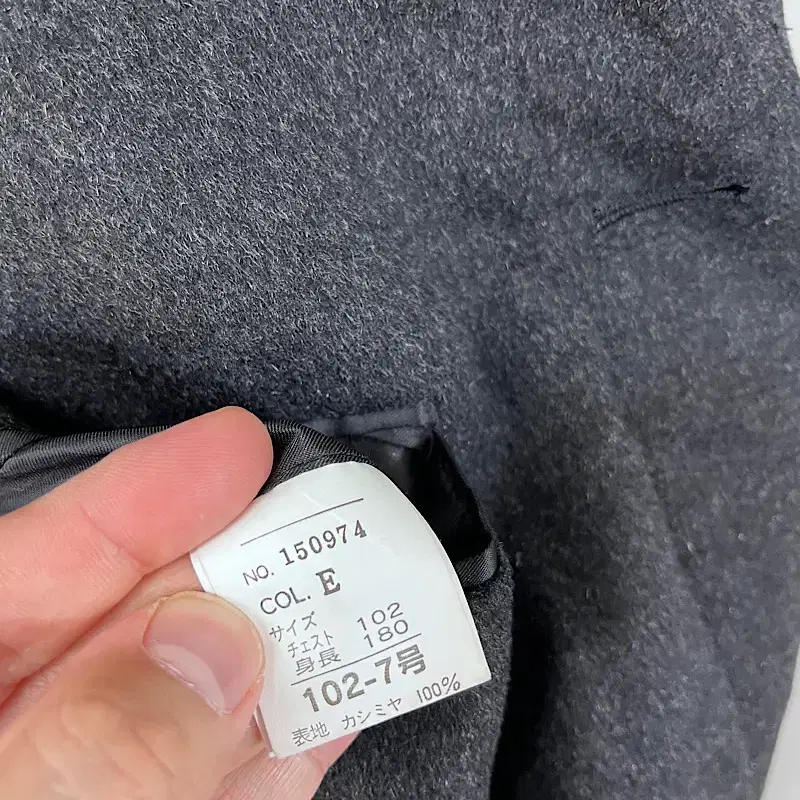 NO. 150974
COL. E
サイズ
チェスト 102
身長 180
102-7号
表地 カシミヤ 100%